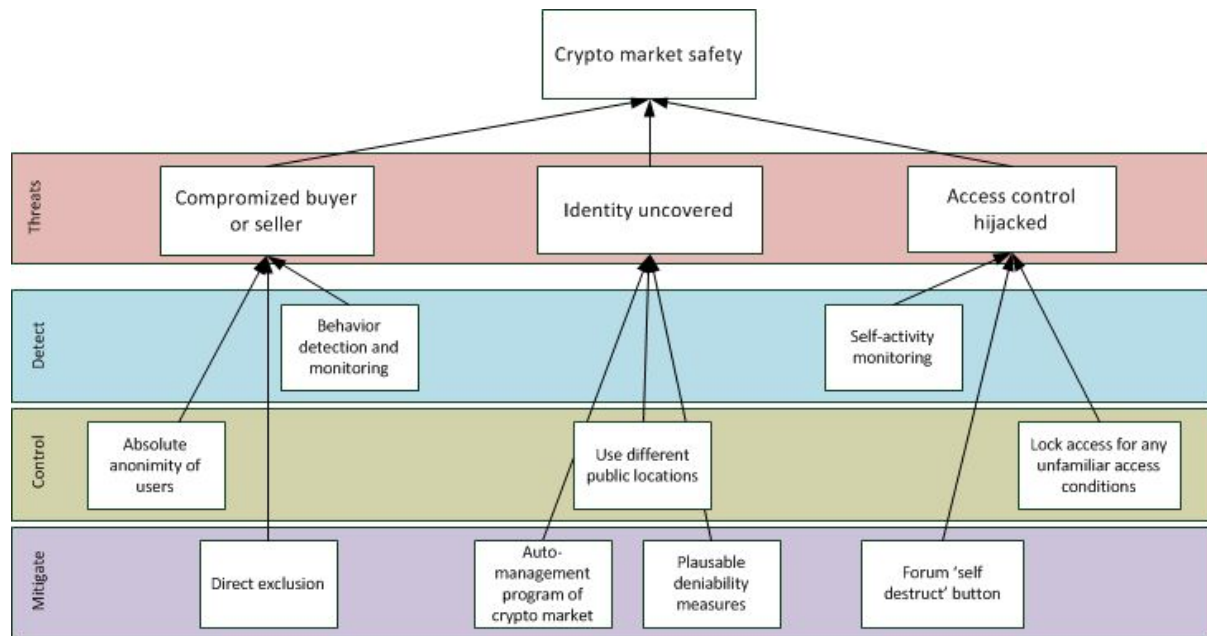 Crypto market safety
Threats
Compromized buyer
or seller
Identity uncovered
Access control
hijacked
Detect
Behavior
detection and
monitoring
Self-activity
monitoring
Control
Absolute
anonimity of
users
Use different
public locations
Lock access for any
unfamiliar access
conditions
Mitigate
Direct exclusion
Auto-
management
program of
crypto market
Plausable
deniability
measures
Forum ‘self
destruct’ button